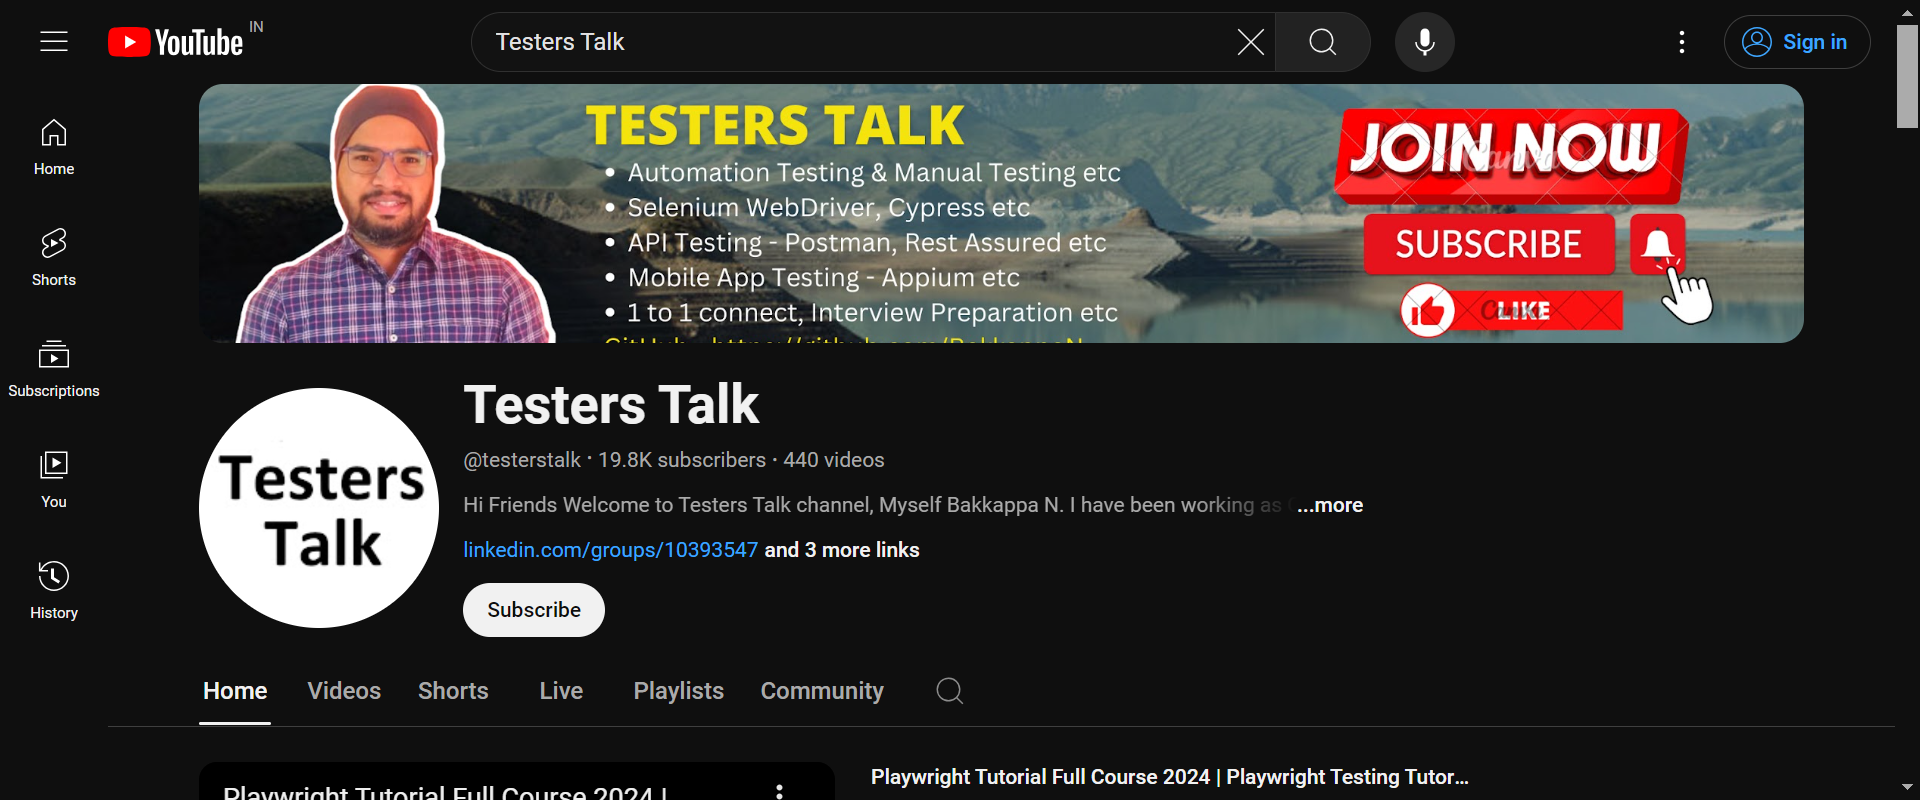 YouTube IN
Testers Talk
Sign in
Home
Shorts
Subscriptions
You
History
TESTERS TALK
• Automation Testing & Manual Testing etc
• Selenium WebDriver, Cypress etc
• API Testing - Postman, Rest Assured etc
• Mobile App Testing - Appium etc
• 1 to 1 connect, Interview Preparation etc
GitHub - https://github.com/BakkappaN
JOIN NOW
SUBSCRIBE
LIKE
Testers
Talk
Testers Talk
@testerstalk · 19.8K subscribers · 440 videos
Hi Friends Welcome to Testers Talk channel, Myself Bakkappa N. I have been working as ...more
linkedin.com/groups/10393547 and 3 more links
Subscribe
Home Videos Shorts Live Playlists Community
Playwright Tutorial Full Course 2024 |
Playwright Tutorial Full Course 2024 | Playwright Testing Tutor...